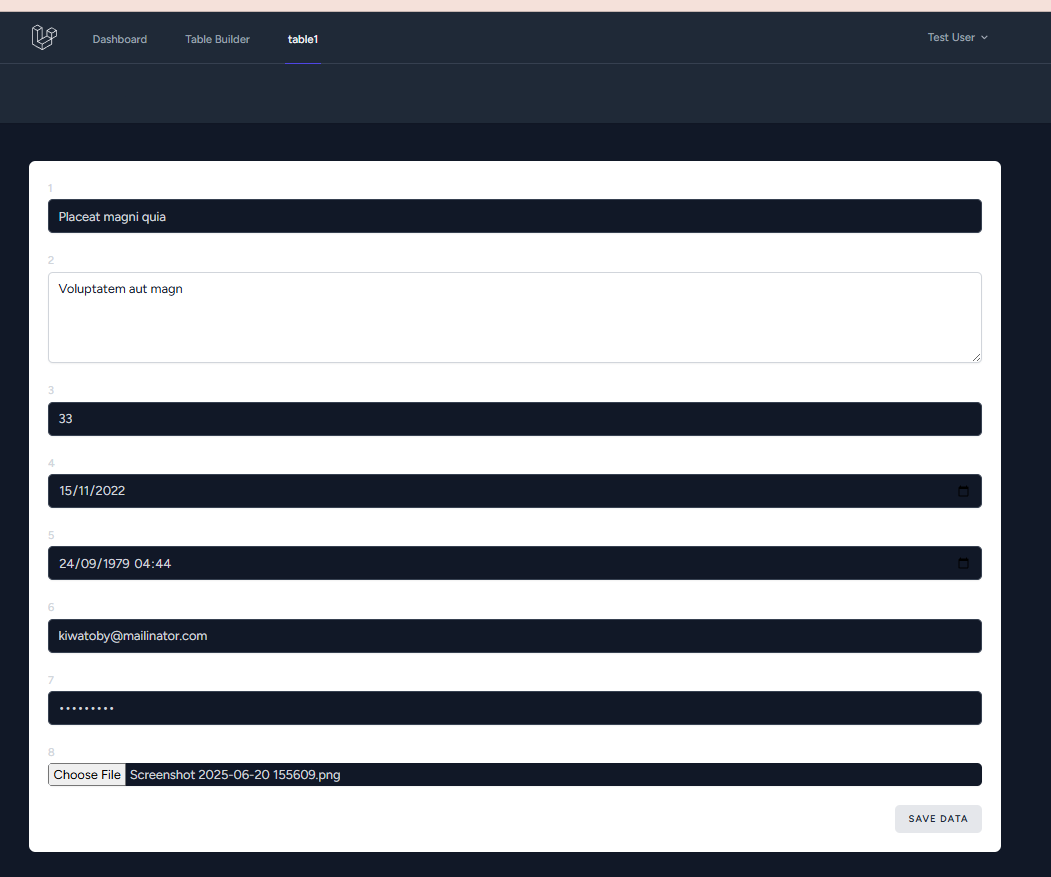 Dashboard Table Builder table1 Test User
1
Placeat magni quia
2
Voluptatem aut magn
3
33
4
15/11/2022
5
24/09/1979 04:44
6
kiwatoby@mailinator.com
7
•••••••••
8
Choose File Screenshot 2025-06-20 155609.png
SAVE DATA